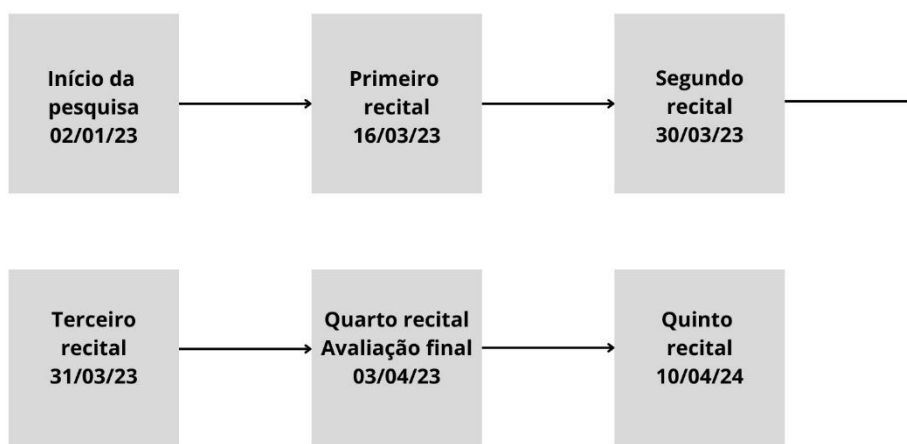 Início da
pesquisa
02/01/23
Primeiro
recital
16/03/23
Segundo
recital
30/03/23
Terceiro
recital
31/03/23
Quarto recital
Avaliação final
03/04/23
Quinto
recital
10/04/24